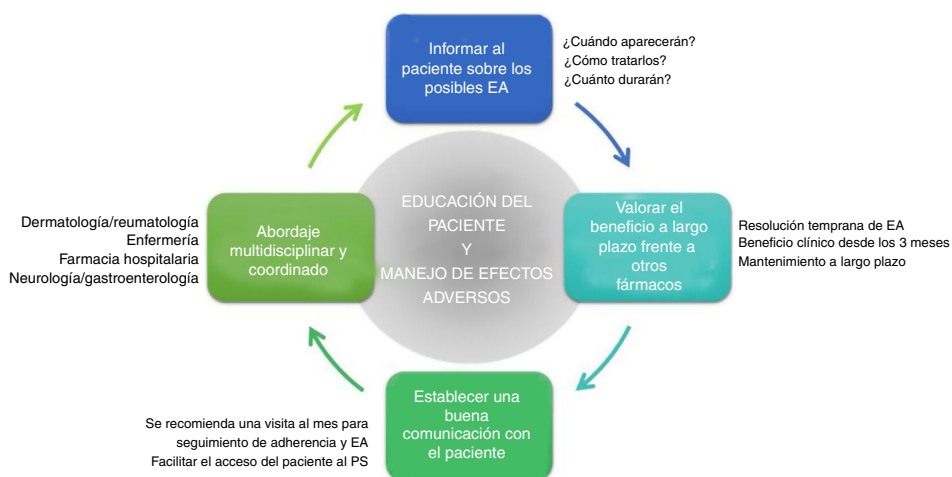 Informar al
paciente sobre los
posibles EA
¿Cuándo aparecerán?
¿Cómo tratarlos?
¿Cuánto durarán?
EDUCACIÓN DEL
PACIENTE
Y
MANEJO DE EFECTOS
ADVERSOS
Valorar el
beneficio a largo
plazo frente a
otros
fármacos
Resolución temprana de EA
Beneficio clínico desde los 3 meses
Mantenimiento a largo plazo
Establecer una
buena
comunicación con
el paciente
Se recomienda una visita al mes para
seguimiento de adherencia y EA
Facilitar el acceso del paciente al PS
Abordaje
multidisciplinar y
coordinado
Dermatología/reumatología
Enfermería
Farmacia hospitalaria
Neurología/gastroenterología